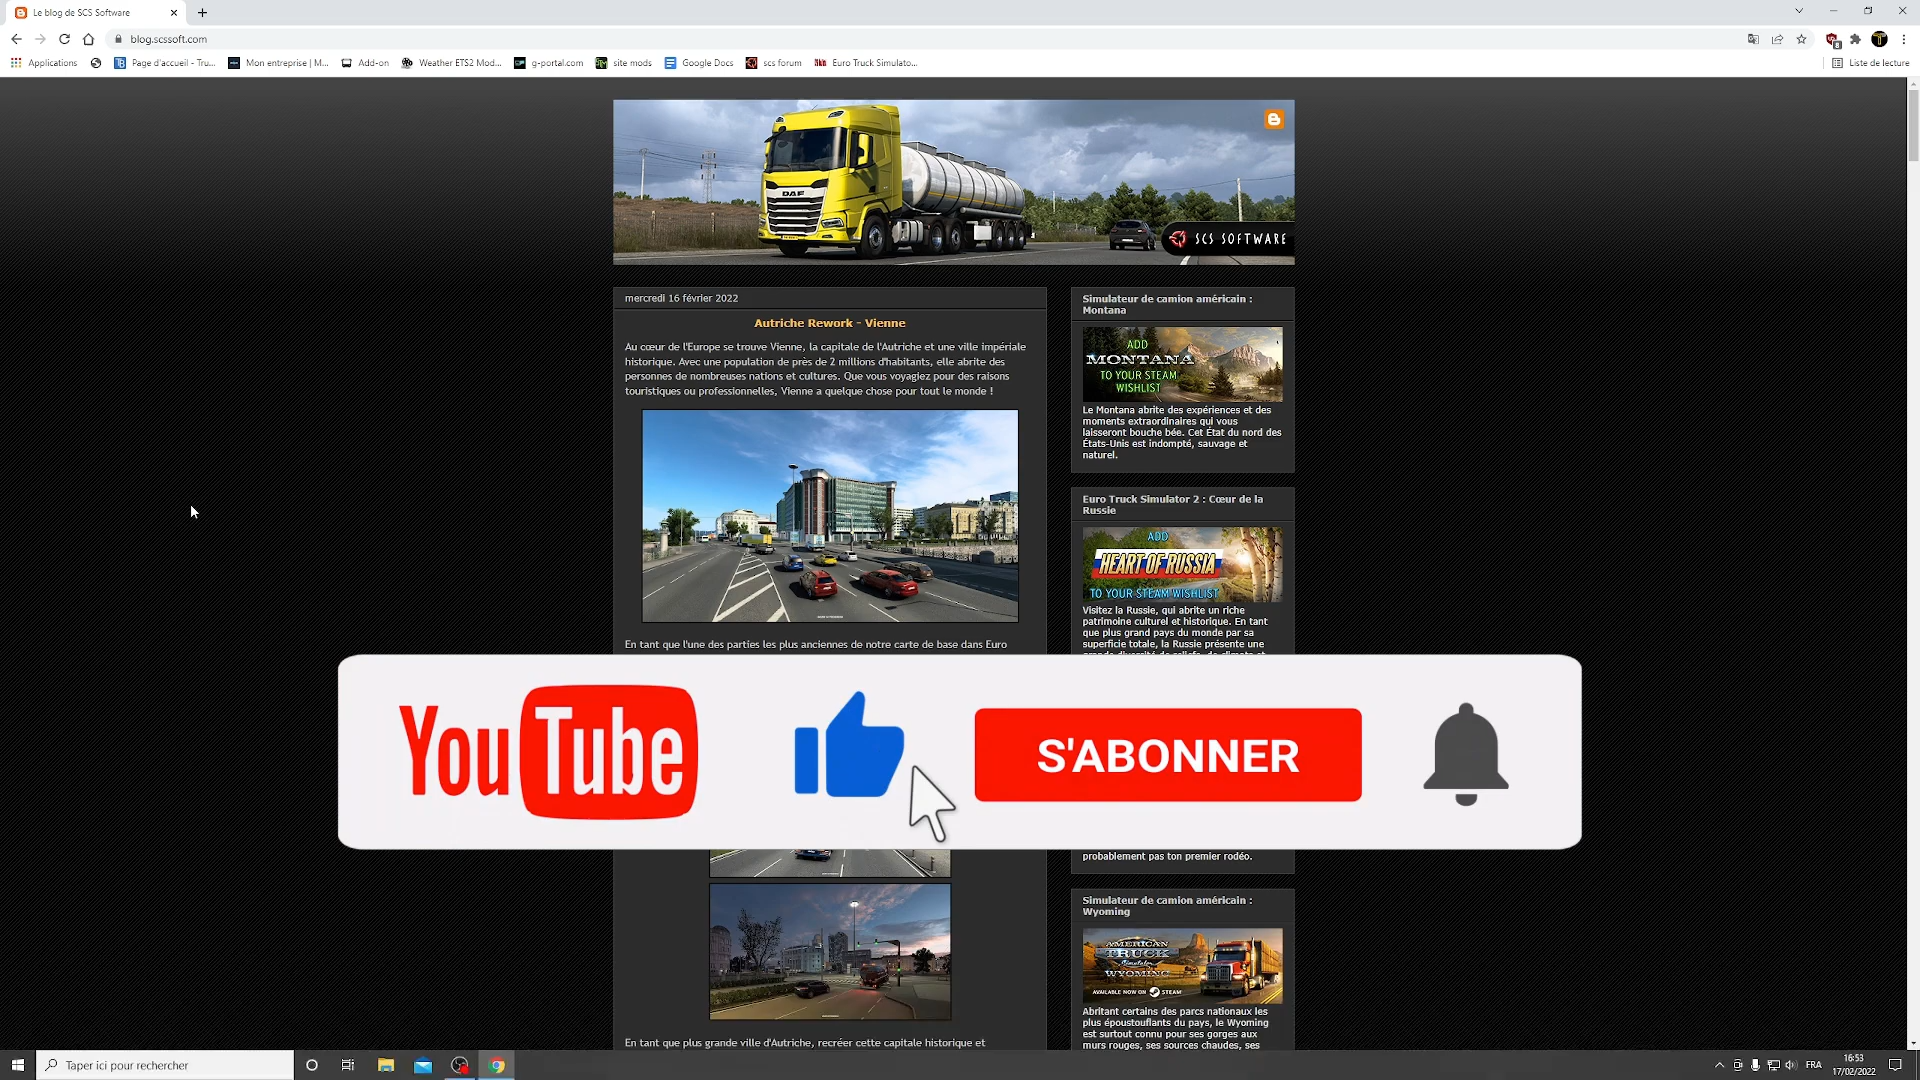 Le blog de SCS Software
blog.scssoft.com
Applications
Page d'accueil - Tru...
Mon entreprise | M...
Add-on
Weather ETS2 Mod...
g-portal.com
site mods
Google Docs
scs forum
Euro Truck Simulato...
Liste de lecture
DAF
SCS SOFTWARE
mercredi 16 février 2022
Autriche Rework - Vienne
Au cœur de l'Europe se trouve Vienne, la capitale de l'Autriche et une ville impériale
historique. Avec une population de près de 2 millions d'habitants, elle abrite des
personnes de nombreuses nations et cultures. Que vous voyagiez pour des raisons
touristiques ou professionnelles, Vienne a quelque chose pour tout le monde !
En tant que l'une des parties les plus anciennes de notre carte de base dans Euro
En tant que plus grande ville d'Autriche, recréer cette capitale historique et
Simulateur de camion américain :
Montana
ADD
MONTANA
TO YOUR STEAM
WISHLIST
Le Montana abrite des expériences et des
moments extraordinaires qui vous
laisseront bouche bée. Cet État du nord des
États-Unis est indompté, sauvage et
naturel.
Euro Truck Simulator 2 : Cœur de la
Russie
ADD
HEART OF RUSSIA
TO YOUR STEAM WISHLIST
Visitez la Russie, qui abrite un riche
patrimoine culturel et historique. En tant
que plus grand pays du monde par sa
superficie totale, la Russie présente une
probablement pas ton premier rodéo.
Simulateur de camion américain :
Wyoming
AMERICAN
TRUCK
Simulator
WYOMING
AVAILABLE NOW ON STEAM
Abritant certains des parcs nationaux les
plus époustouflants du pays, le Wyoming
est surtout connu pour ses gorges aux
murs rouges, ses sources chaudes, ses
YouTube
S'ABONNER
Taper ici pour rechercher
FRA
16:53
17/02/2022